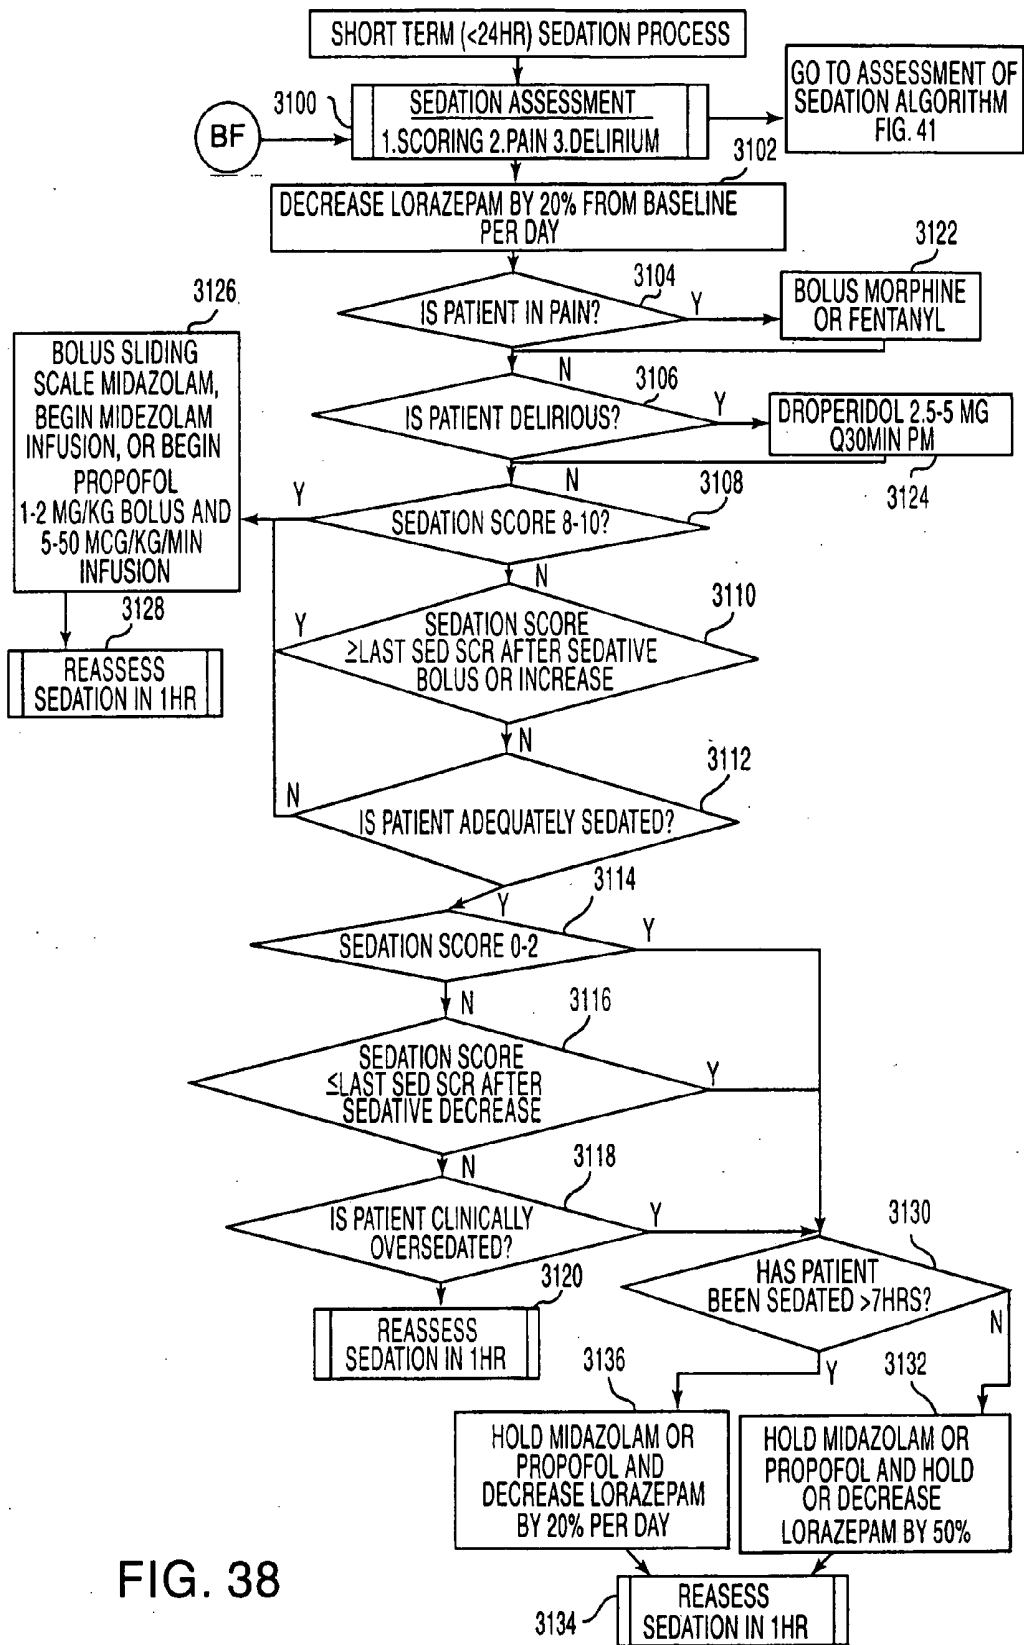 SHORT TERM (<24HR) SEDATION PROCESS
3100
SEDATION ASSESSMENT
1.SCORING 2.PAIN 3.DELIRIUM
GO TO ASSESSMENT OF
SEDATION ALGORITHM
FIG. 41
BF
3102
DECREASE LORAZEPAM BY 20% FROM BASELINE
PER DAY
3104
IS PATIENT IN PAIN?
Y
3122
BOLUS MORPHINE
OR FENTANYL
N
3106
IS PATIENT DELIRIOUS?
Y
DROPERIDOL 2.5-5 MG
Q30MIN PM
3124
N
3108
SEDATION SCORE 8-10?
Y
3126
BOLUS SLIDING
SCALE MIDAZOLAM,
BEGIN MIDEZOLAM
INFUSION, OR BEGIN
PROPOFOL
1-2 MG/KG BOLUS AND
5-50 MCG/KG/MIN
INFUSION
3128
REASSESS
SEDATION IN 1HR
N
3110
Y
SEDATION SCORE
≥LAST SED SCR AFTER SEDATIVE
BOLUS OR INCREASE
N
3112
N
IS PATIENT ADEQUATELY SEDATED?
Y
3114
SEDATION SCORE 0-2
Y
N
3116
SEDATION SCORE
≤LAST SED SCR AFTER
SEDATIVE DECREASE
Y
N
3118
IS PATIENT CLINICALLY
OVERSEDATED?
Y
3120
REASSESS
SEDATION IN 1HR
3130
HAS PATIENT
BEEN SEDATED >7HRS?
N
Y
3136
HOLD MIDAZOLAM OR
PROPOFOL AND
DECREASE LORAZEPAM
BY 20% PER DAY
3132
HOLD MIDAZOLAM OR
PROPOFOL AND HOLD
OR DECREASE
LORAZEPAM BY 50%
3134
REASESS
SEDATION IN 1HR
FIG. 38